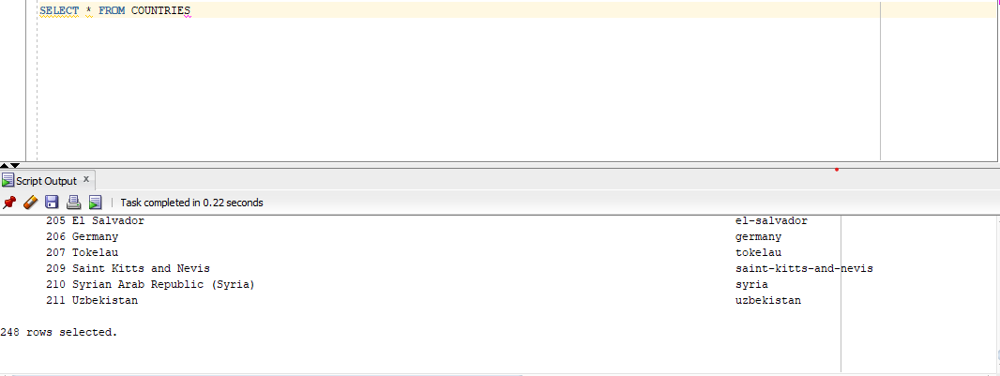 SELECT * FROM COUNTRIES
Script Output x
Task completed in 0.22 seconds
205 El Salvador el-salvador
206 Germany germany
207 Tokelau tokelau
209 Saint Kitts and Nevis saint-kitts-and-nevis
210 Syrian Arab Republic (Syria) syria
211 Uzbekistan uzbekistan
248 rows selected.